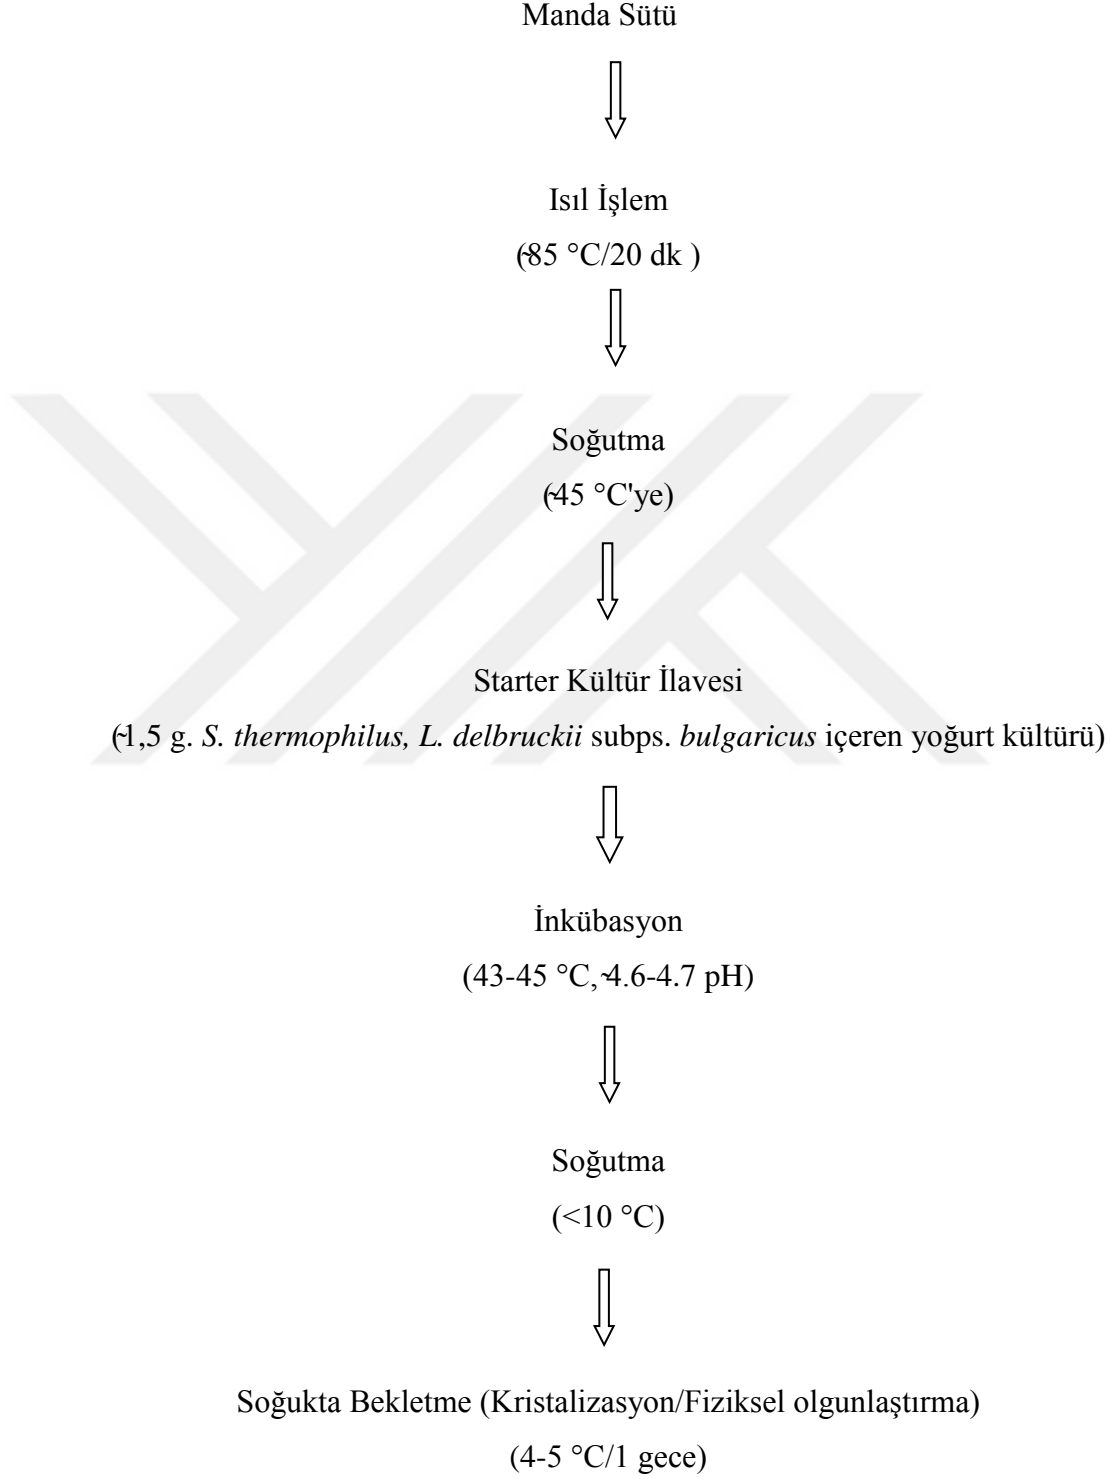 Manda Sütü
Isıl İşlem
(~85 °C/20 dk )
Soğutma
(~45 °C'ye)
Starter Kültür İlavesi
(~1,5 g. S. thermophilus, L. delbruckii subps. bulgaricus içeren yoğurt kültürü)
İnkübasyon
(43-45 °C, ~4.6-4.7 pH)
Soğutma
(<10 °C)
Soğukta Bekletme (Kristalizasyon/Fiziksel olgunlaştırma)
(4-5 °C/1 gece)